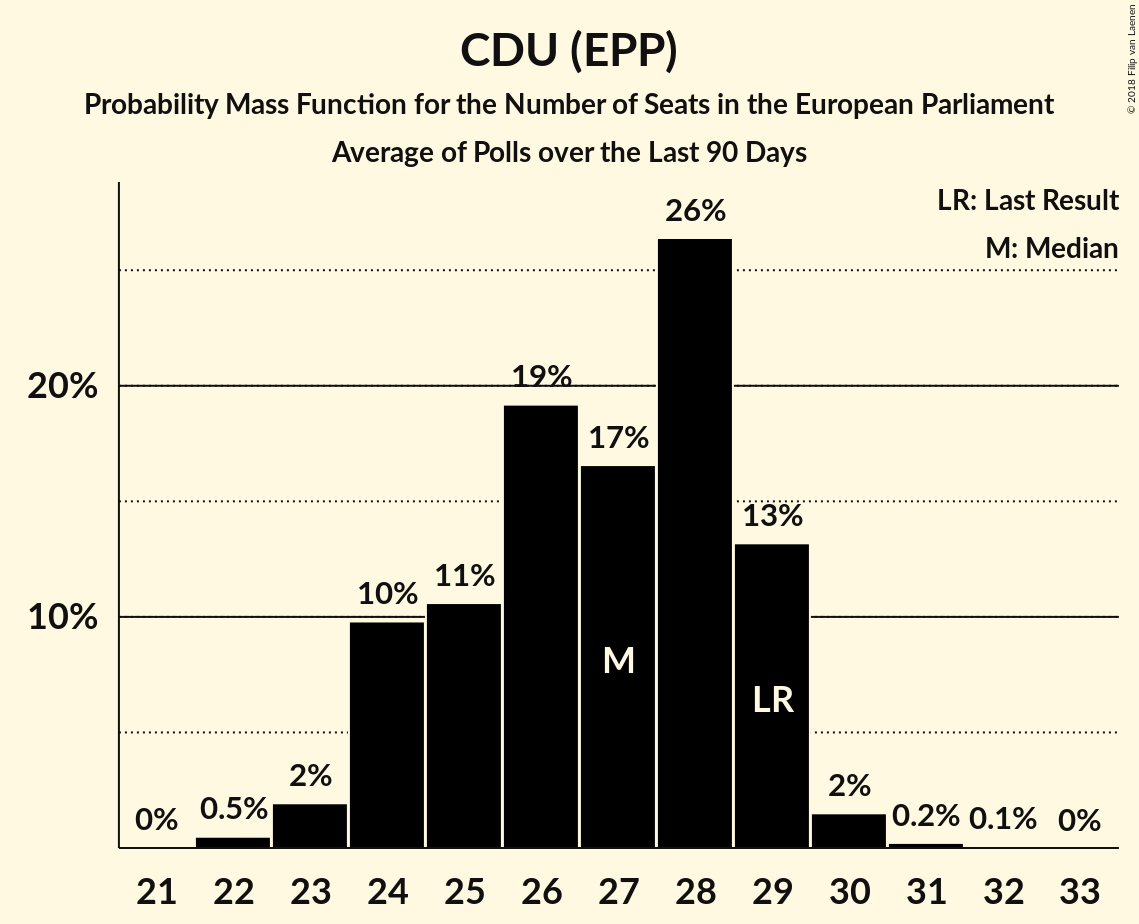 CDU (EPP)
Probability Mass Function for the Number of Seats in the European Parliament
Average of Polls over the Last 90 Days
© 2018 Filip van Laenen
LR: Last Result
M: Median
26%
20%
19%
17%
13%
11%
10%
10%
M
LR
2%
2%
0%
0.5%
0.2%
0.1%
0%
21 22 23 24 25 26 27 28 29 30 31 32 33